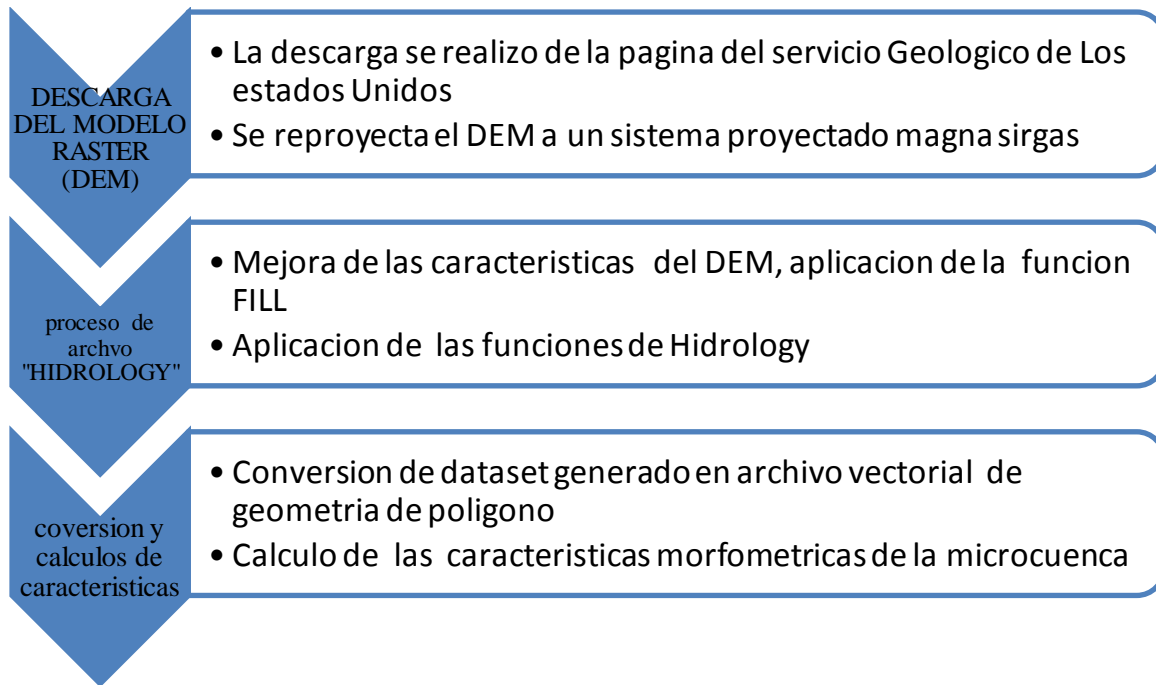 DESCARGA
DEL MODELO
RASTER
(DEM)
• La descarga se realizo de la pagina del servicio Geologico de Los
estados Unidos
• Se reproyecta el DEM a un sistema proyectado magna sirgas
proceso de
archvo
"HIDROLOGY"
• Mejora de las caracteristicas del DEM, aplicacion de la funcion
FILL
• Aplicacion de las funciones de Hidrology
coversion y
calculos de
caracteristicas
• Conversion de dataset generado en archivo vectorial de
geometria de poligono
• Calculo de las caracteristicas morfometricas de la microcuenca